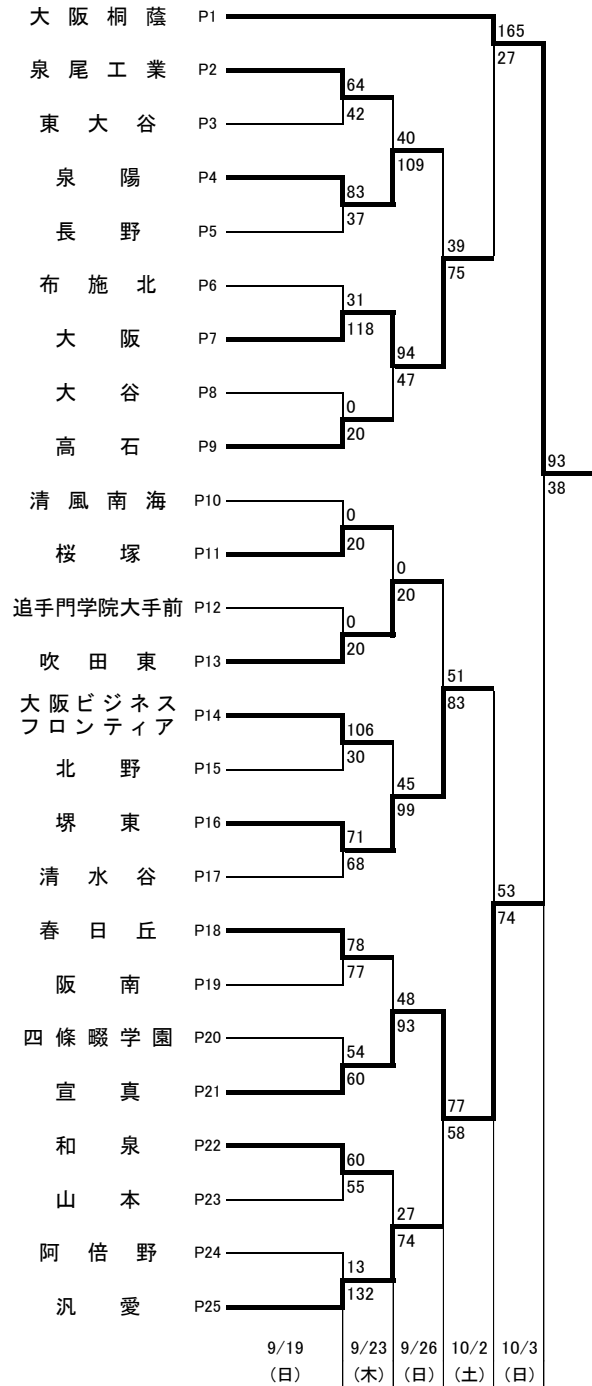 大阪桐蔭 P1
165
27
泉尾工業 P2
64
42
東大谷 P3
40
109
泉陽 P4
83
37
長野 P5
39
75
布施北 P6
31
118
大阪 P7
94
47
大谷 P8
0
20
高石 P9
93
38
清風南海 P10
0
20
桜塚 P11
0
20
追手門学院大手前 P12
0
20
吹田東 P13
51
83
大阪ビジネス
フロンティア P14
106
30
北野 P15
45
99
堺東 P16
71
68
清水谷 P17
53
74
春日丘 P18
78
77
阪南 P19
48
93
四條畷学園 P20
54
60
宣真 P21
77
58
和泉 P22
60
55
山本 P23
27
74
阿倍野 P24
13
132
汎愛 P25
9/19 9/23 9/26 10/2 10/3
（日） （木） （日） （土） （日）